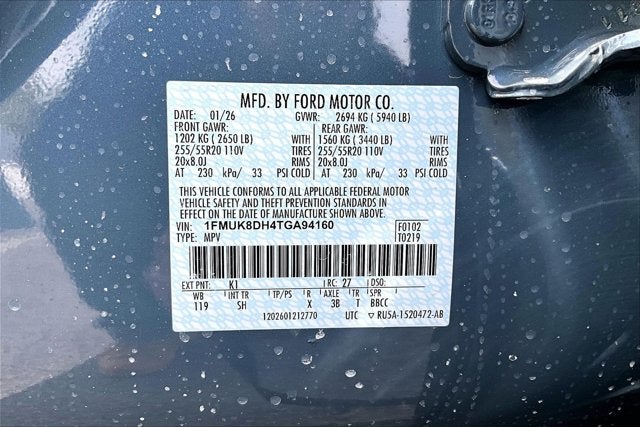 MFD. BY FORD MOTOR CO.
DATE: 01/26 GVWR: 2694 KG ( 5940 LB)
FRONT GAWR: REAR GAWR:
1202 KG ( 2650 LB) WITH 1560 KG ( 3440 LB) WITH
255/55R20 110V TIRES 255/55R20 110V TIRES
20x8.0J RIMS 20x8.0J RIMS
AT 230 kPa/ 33 PSI COLD AT 230 kPa/ 33 PSI COLD
THIS VEHICLE CONFORMS TO ALL APPLICABLE FEDERAL MOTOR
VEHICLE SAFETY AND THEFT PREVENTION STANDARDS IN
EFFECT ON THE DATE OF MANUFACTURE SHOWN ABOVE.
VIN: 1FMUK8DH4TGA94160 F0102
TYPE: MPV T0219
EXT PNT: K1 RC: 27 DSO:
WB INT TR TP/PS R AXLE TR SPR
119 SH X 3B T BBCC
1202601212770 UTC ▽ RU5A-1520472-AB